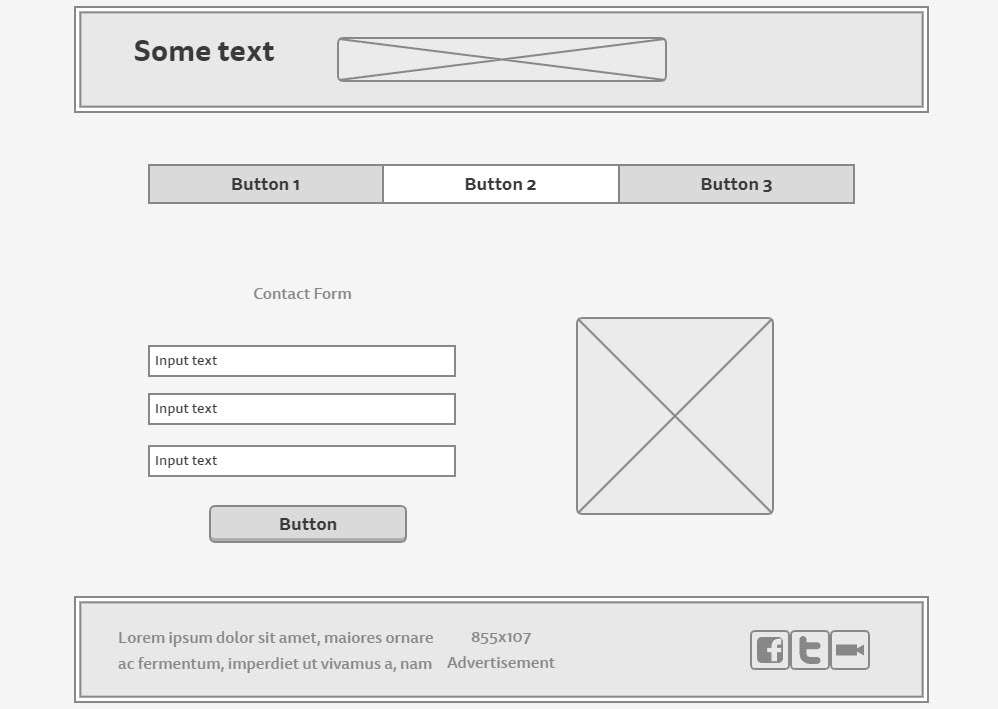 Some text
Button 1
Button 2
Button 3
Contact Form
Input text
Input text
Input text
Button
Lorem ipsum dolor sit amet, maiores ornare
ac fermentum, imperdiet ut vivamus a, nam
855x107
Advertisement